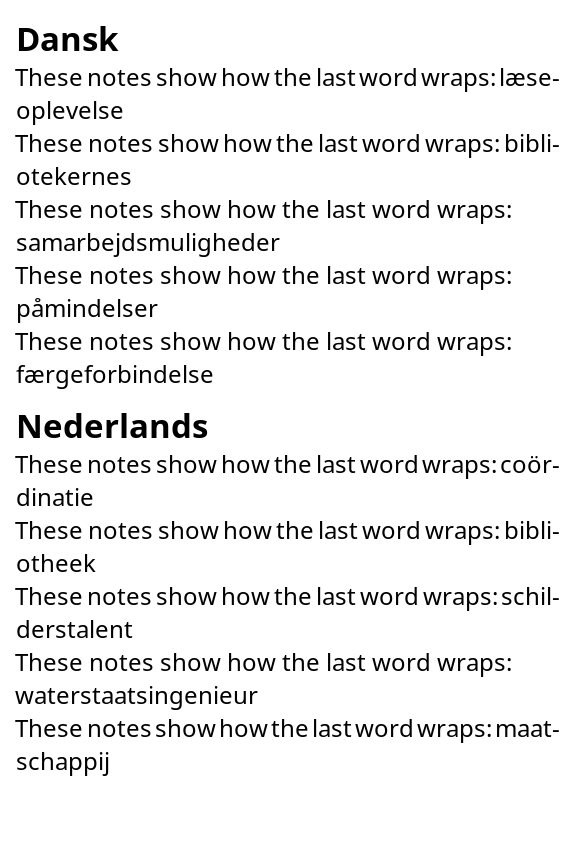 Dansk
These notes show how the last word wraps: læse-
oplevelse
These notes show how the last word wraps: bibli-
otekernes
These notes show how the last word wraps:
samarbejdsmuligheder
These notes show how the last word wraps:
påmindelser
These notes show how the last word wraps:
færgeforbindelse
Nederlands
These notes show how the last word wraps: coör-
dinatie
These notes show how the last word wraps: bibli-
otheek
These notes show how the last word wraps: schil-
derstalent
These notes show how the last word wraps:
waterstaatsingenieur
These notes show how the last word wraps: maat-
schappij